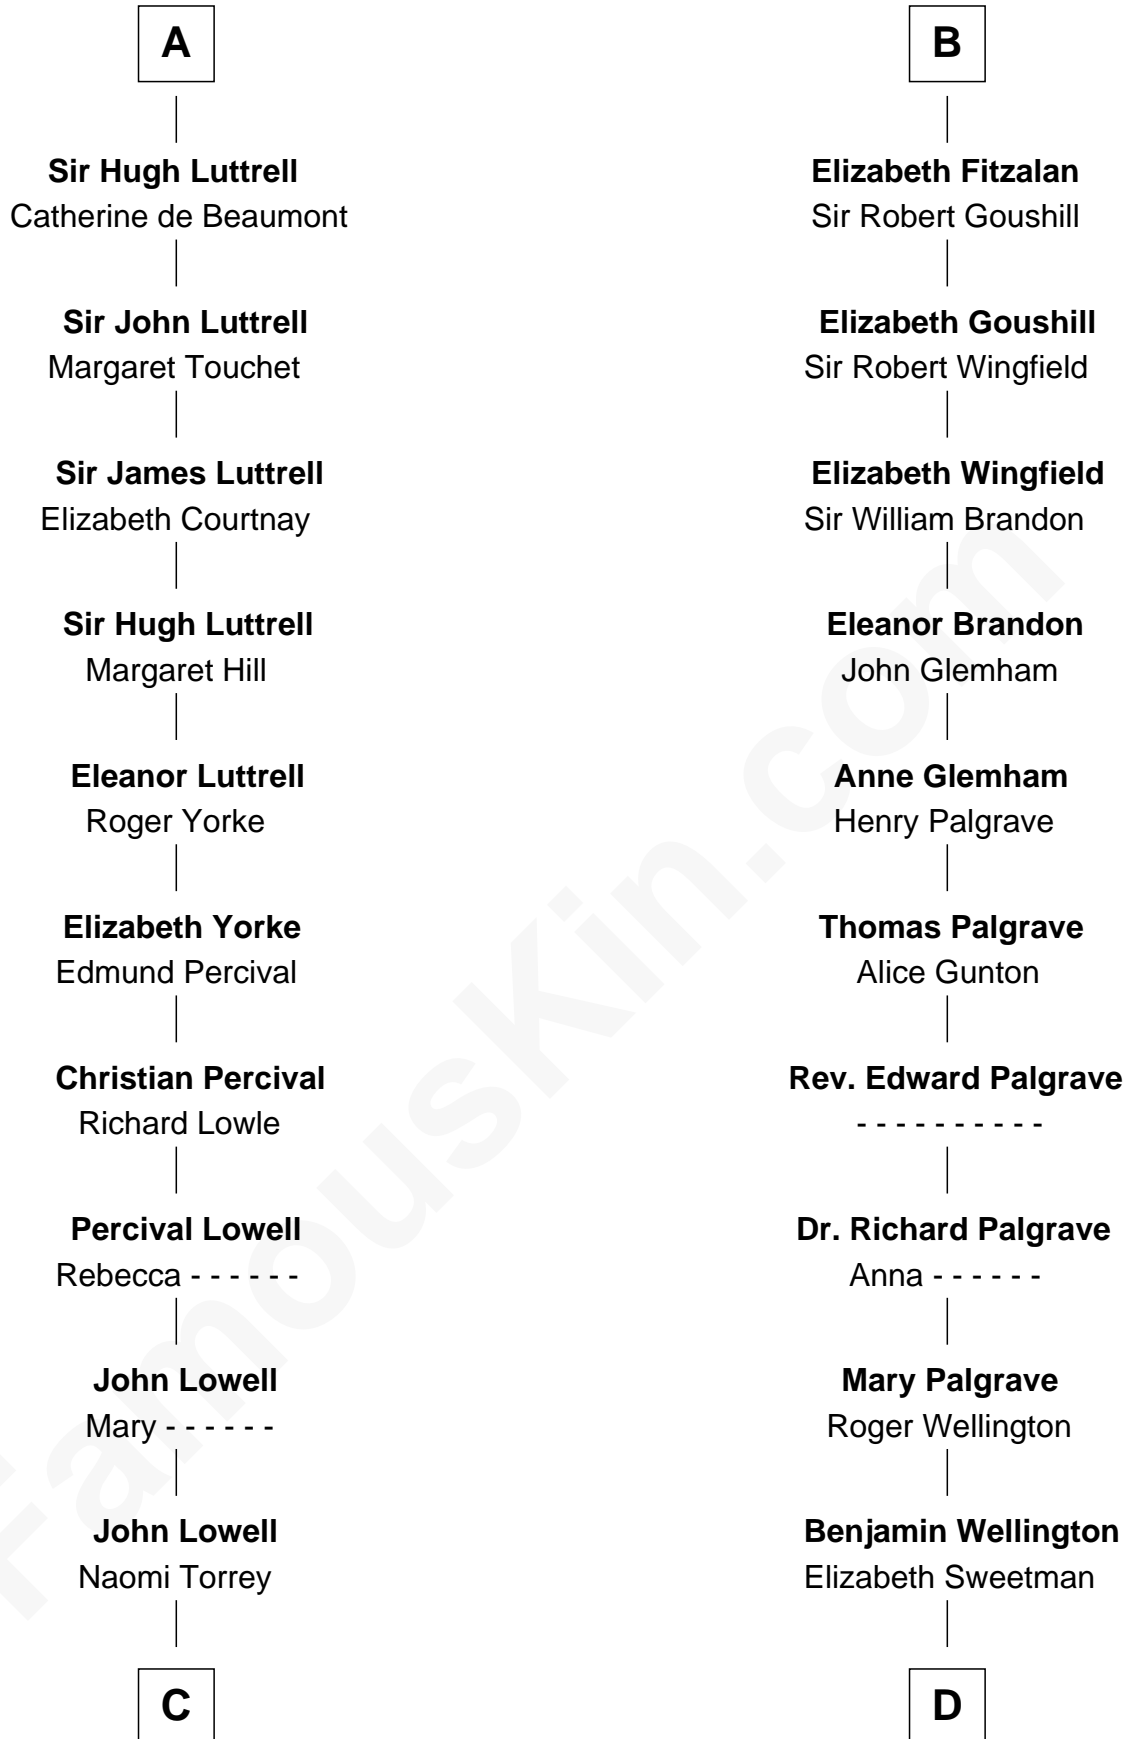 A
Sir Hugh Luttrell
Catherine de Beaumont
Sir John Luttrell
Margaret Touchet
Sir James Luttrell
Elizabeth Courtnay
Sir Hugh Luttrell
Margaret Hill
Eleanor Luttrell
Roger Yorke
Elizabeth Yorke
Edmund Percival
Christian Percival
Richard Lowle
Percival Lowell
Rebecca - - - - - -
John Lowell
Mary - - - - - -
John Lowell
Naomi Torrey
C
B
Elizabeth Fitzalan
Sir Robert Goushill
Elizabeth Goushill
Sir Robert Wingfield
Elizabeth Wingfield
Sir William Brandon
Eleanor Brandon
John Glemham
Anne Glemham
Henry Palgrave
Thomas Palgrave
Alice Gunton
Rev. Edward Palgrave
- - - - - - - - - -
Dr. Richard Palgrave
Anna - - - - - -
Mary Palgrave
Roger Wellington
Benjamin Wellington
Elizabeth Sweetman
D
FamousKin.com